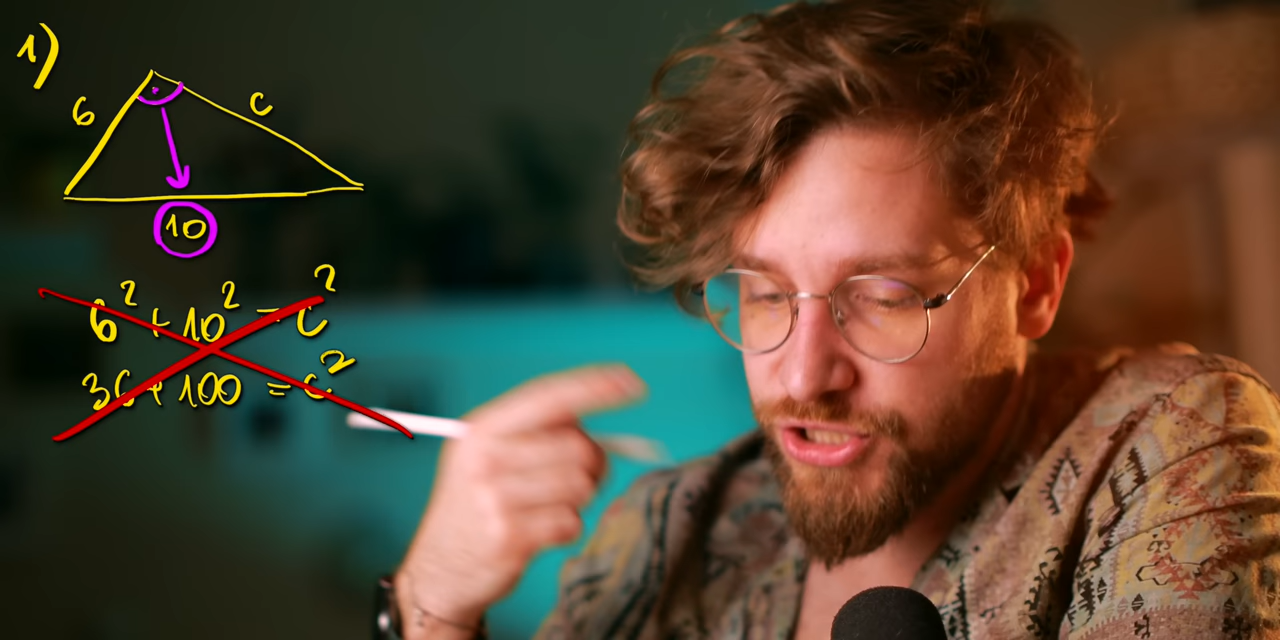 1)
6
c
10
6² + 10² = c²
36 + 100 = c²